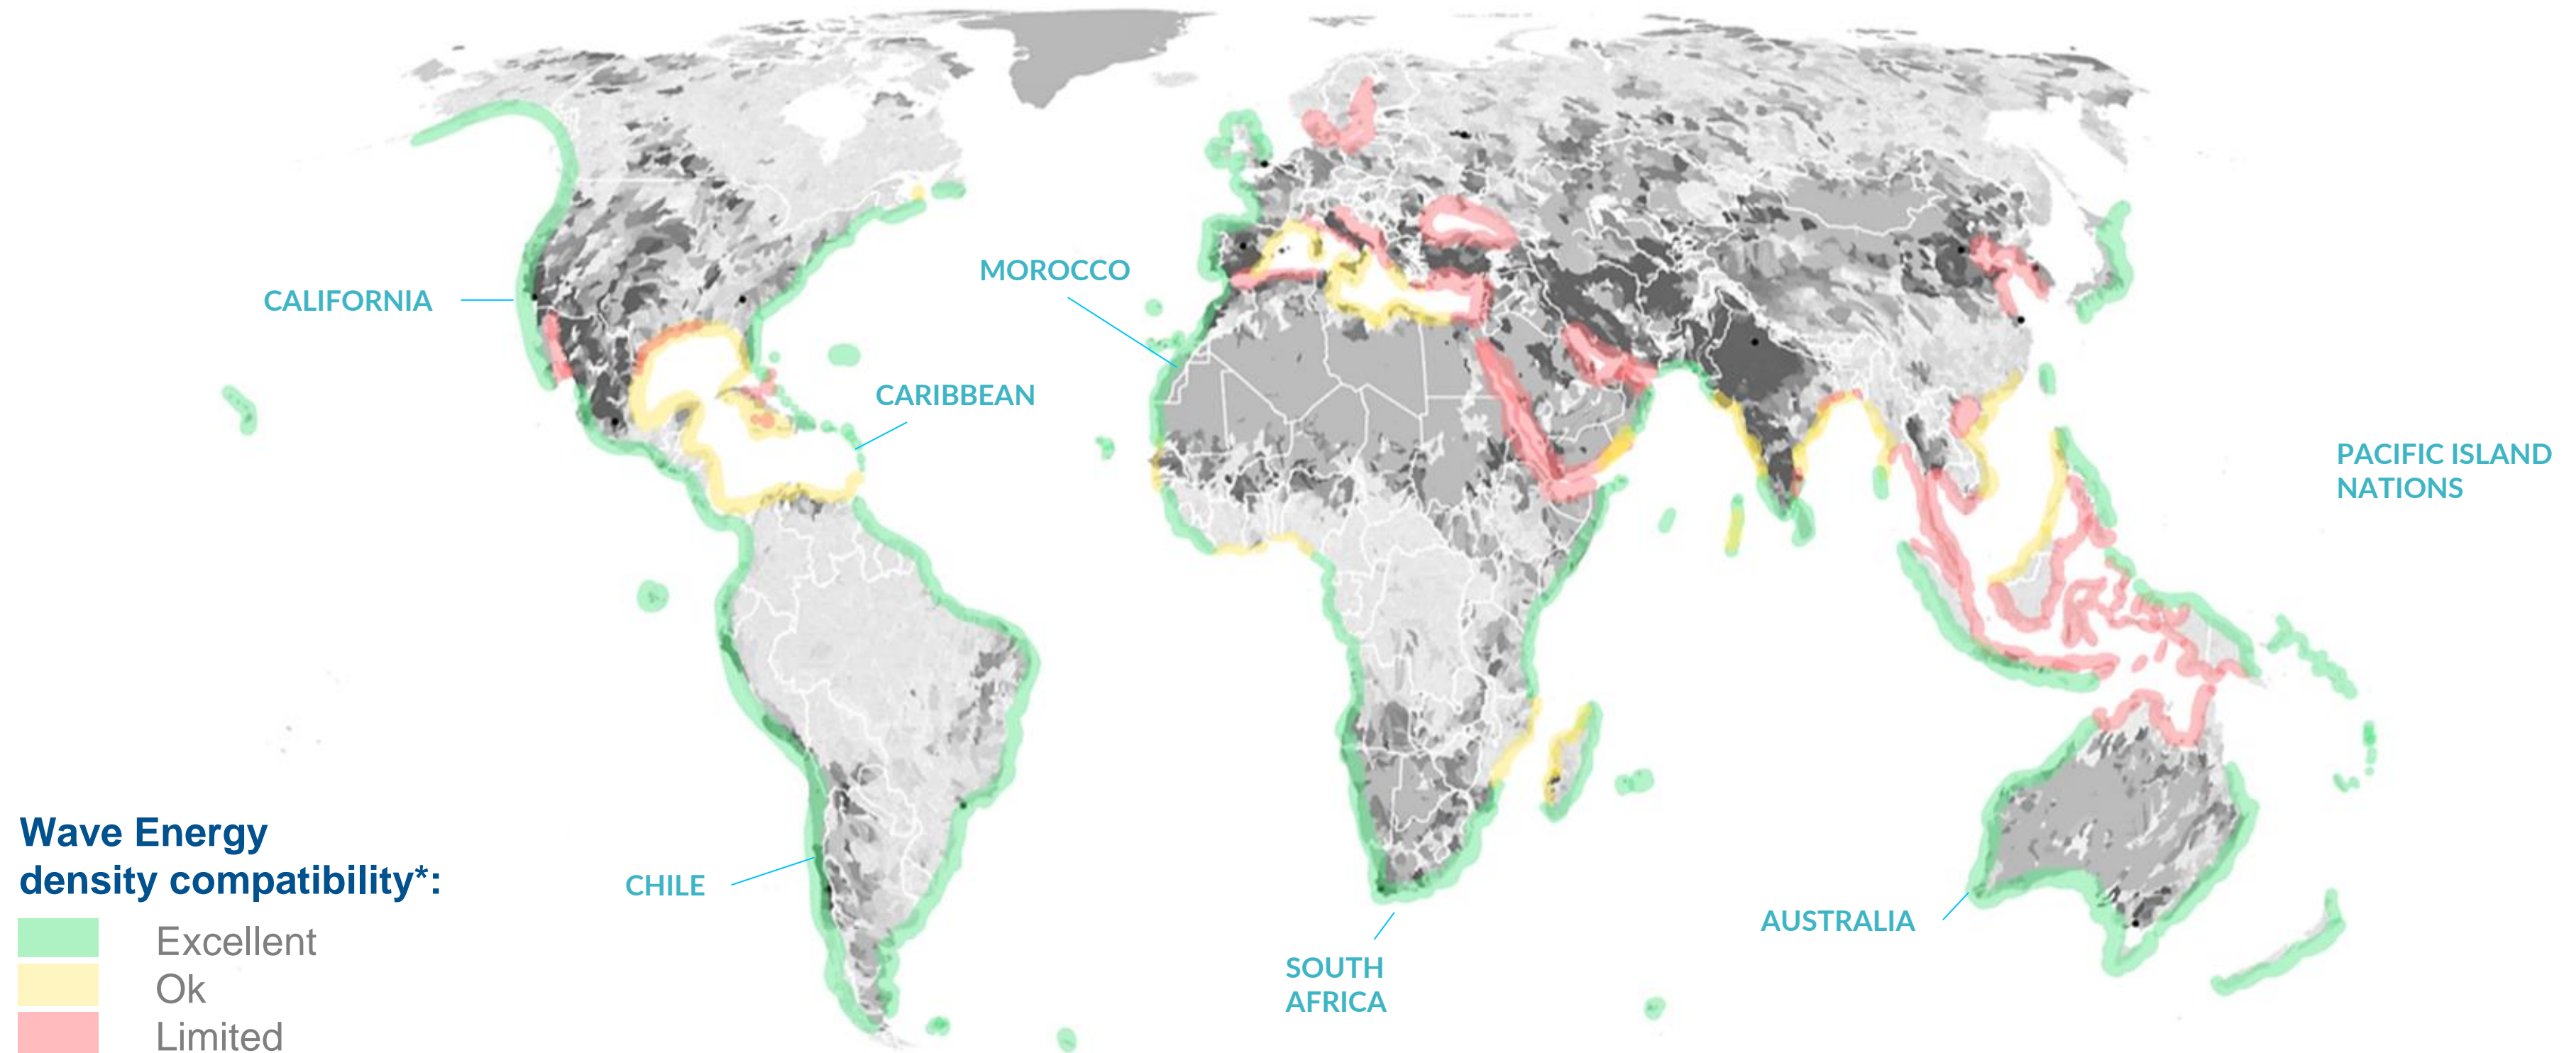 CALIFORNIA
MOROCCO
CARIBBEAN
PACIFIC ISLAND
NATIONS
CHILE
SOUTH
AFRICA
AUSTRALIA
Wave Energy
density compatibility*:
Excellent
Ok
Limited